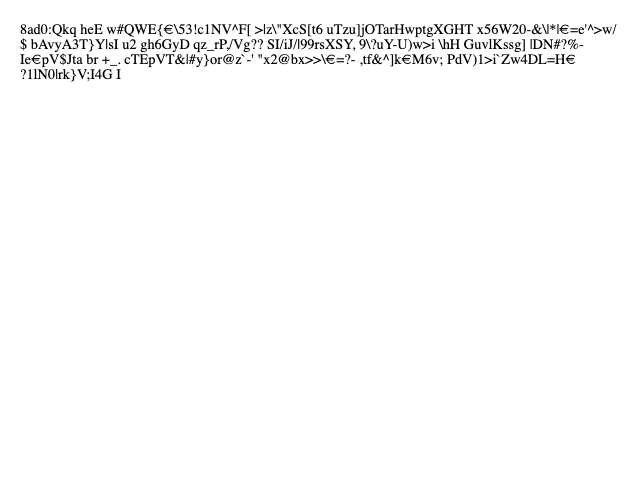 8ad0:Qkq heE w#QWE{€\53!c1NV^F[ >|z\"XcS[t6 uTzu]jOTarHwptgXGHT x56W20-&\|*|€=e'^>w/
$ bAvyA3T}Y|sI u2 gh6GyD qz_rP,/Vg?? SI/iJ/|99rsXSY, 9\?uY-U)w>i \hH GuvlKssg] |DN#?%-
Ie€pV$Jta br +_. cTEpVT&|#y}or@z`-' "x2@bx>>\€=?- ,tf&^]k€M6v; PdV)1>i`Zw4DL=H€
?1lN0|rk}V;I4G I